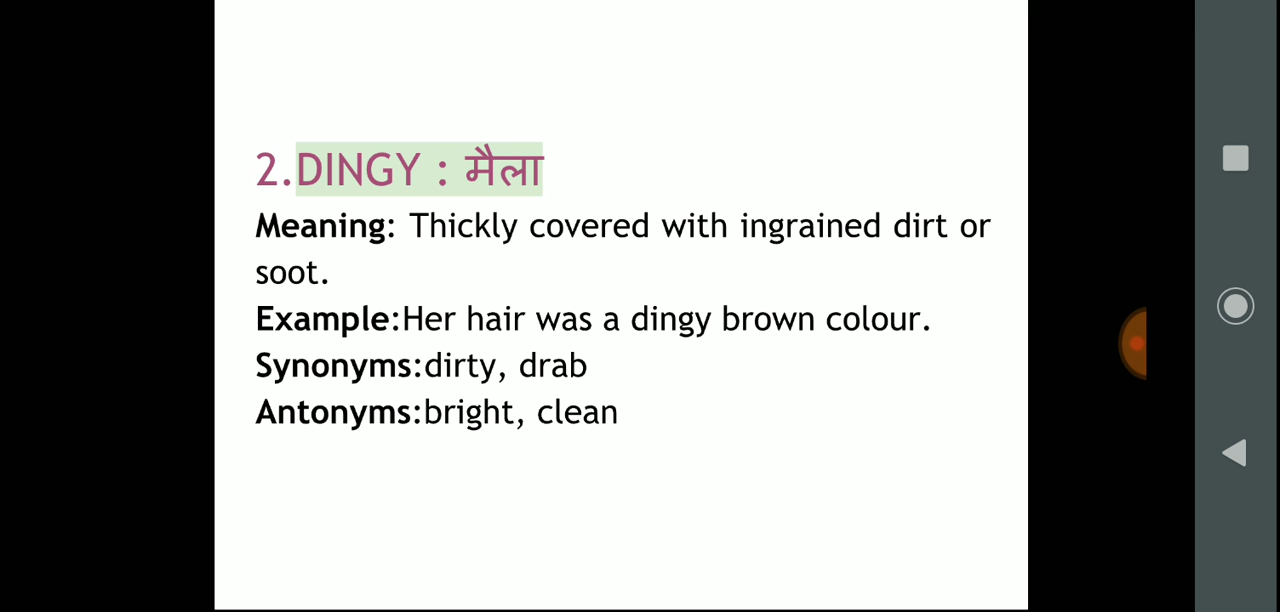 2.DINGY : मैला
Meaning: Thickly covered with ingrained dirt or
soot.
Example:Her hair was a dingy brown colour.
Synonyms:dirty, drab
Antonyms:bright, clean